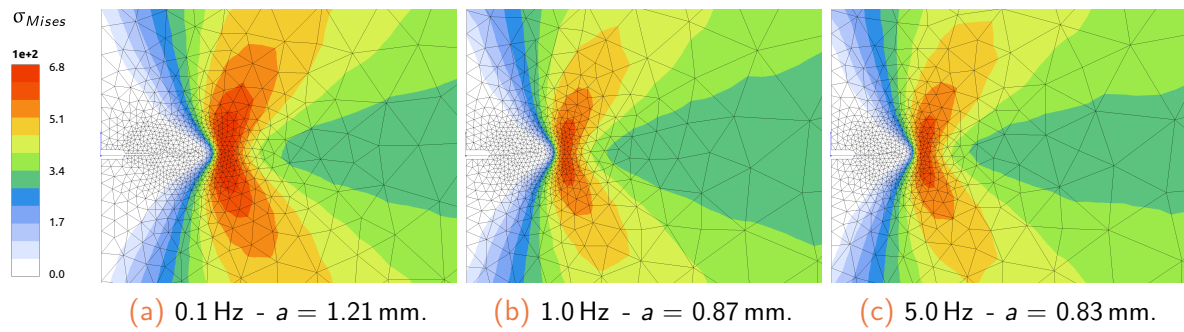 σMises
1e+2
6.8
5.1
3.4
1.7
0.0
(a) 0.1 Hz - a = 1.21 mm.
(b) 1.0 Hz - a = 0.87 mm.
(c) 5.0 Hz - a = 0.83 mm.